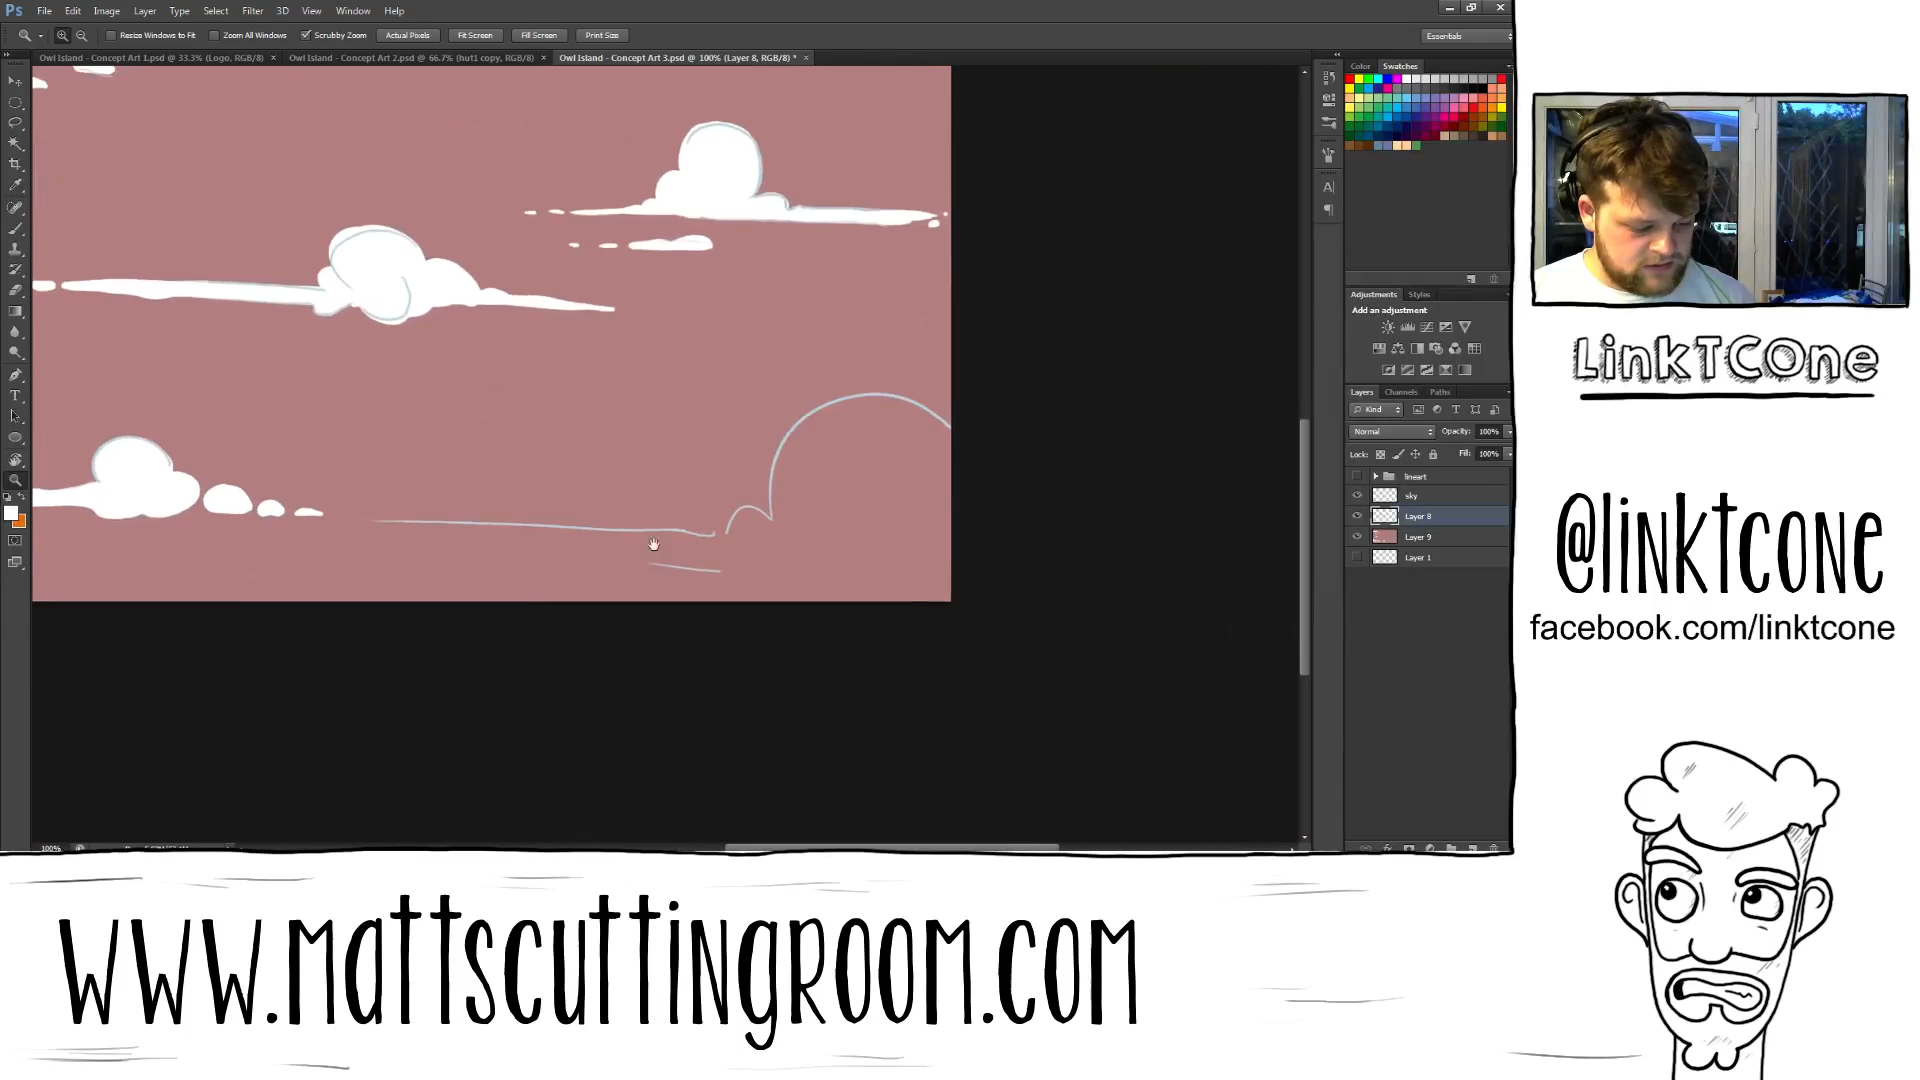 Ps File Edit Image Layer Type Select Filter 3D View Window Help
Resize Windows to Fit Zoom All Windows Scrubby Zoom Actual Pixels Fit Screen Fill Screen Print Size Essentials
Owl Island - Concept Art 1.psd @ 33.3% (Logo, RGB/8) × Owl Island - Concept Art 2.psd @ 66.7% (hut1 copy, RGB/8) × Owl Island - Concept Art 3.psd @ 100% (Layer 8, RGB/8) * ×
Color Swatches
Adjustments Styles
Add an adjustment
Layers Channels Paths
Kind
Normal Opacity: 100%
Lock: Fill: 100%
lineart
sky
Layer 8
Layer 9
Layer 1
100%
LinkTCOne
@linktcone
facebook.com/linktcone
www.mattscuttingroom.com